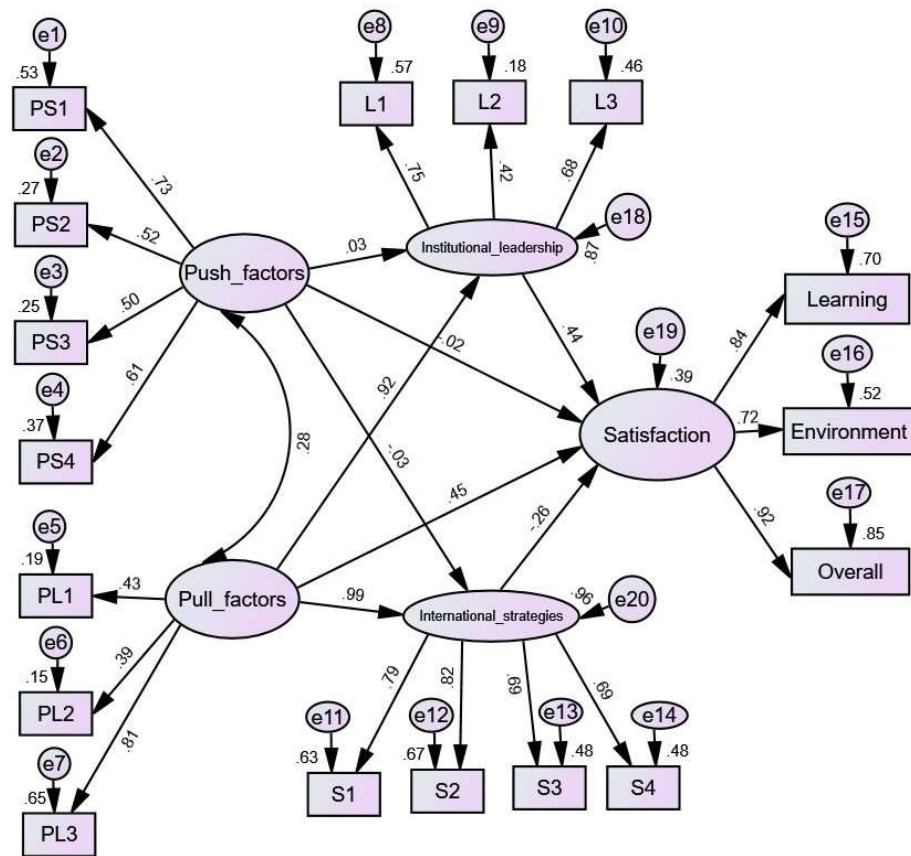 e1
.53
PS1
e2
.27
PS2
e3
.25
PS3
e4
.37
PS4
e5
.19
PL1
e6
.15
PL2
e7
.65
PL3
.73
.52
.50
.61
Push_factors
.28
Pull_factors
.43
.39
.81
e8
.57
L1
e9
.18
L2
e10
.46
L3
.75
.42
.68
Institutional_leadership
e18
.87
.03
-.02
-.03
.92
.45
.99
.44
-.26
e19
.39
Satisfaction
International_strategies
.96
e20
.79
.82
.69
.69
e11
.63
S1
e12
.67
S2
e13
.48
S3
e14
.48
S4
.84
.72
.92
e15
.70
Learning
e16
.52
Environment
e17
.85
Overall